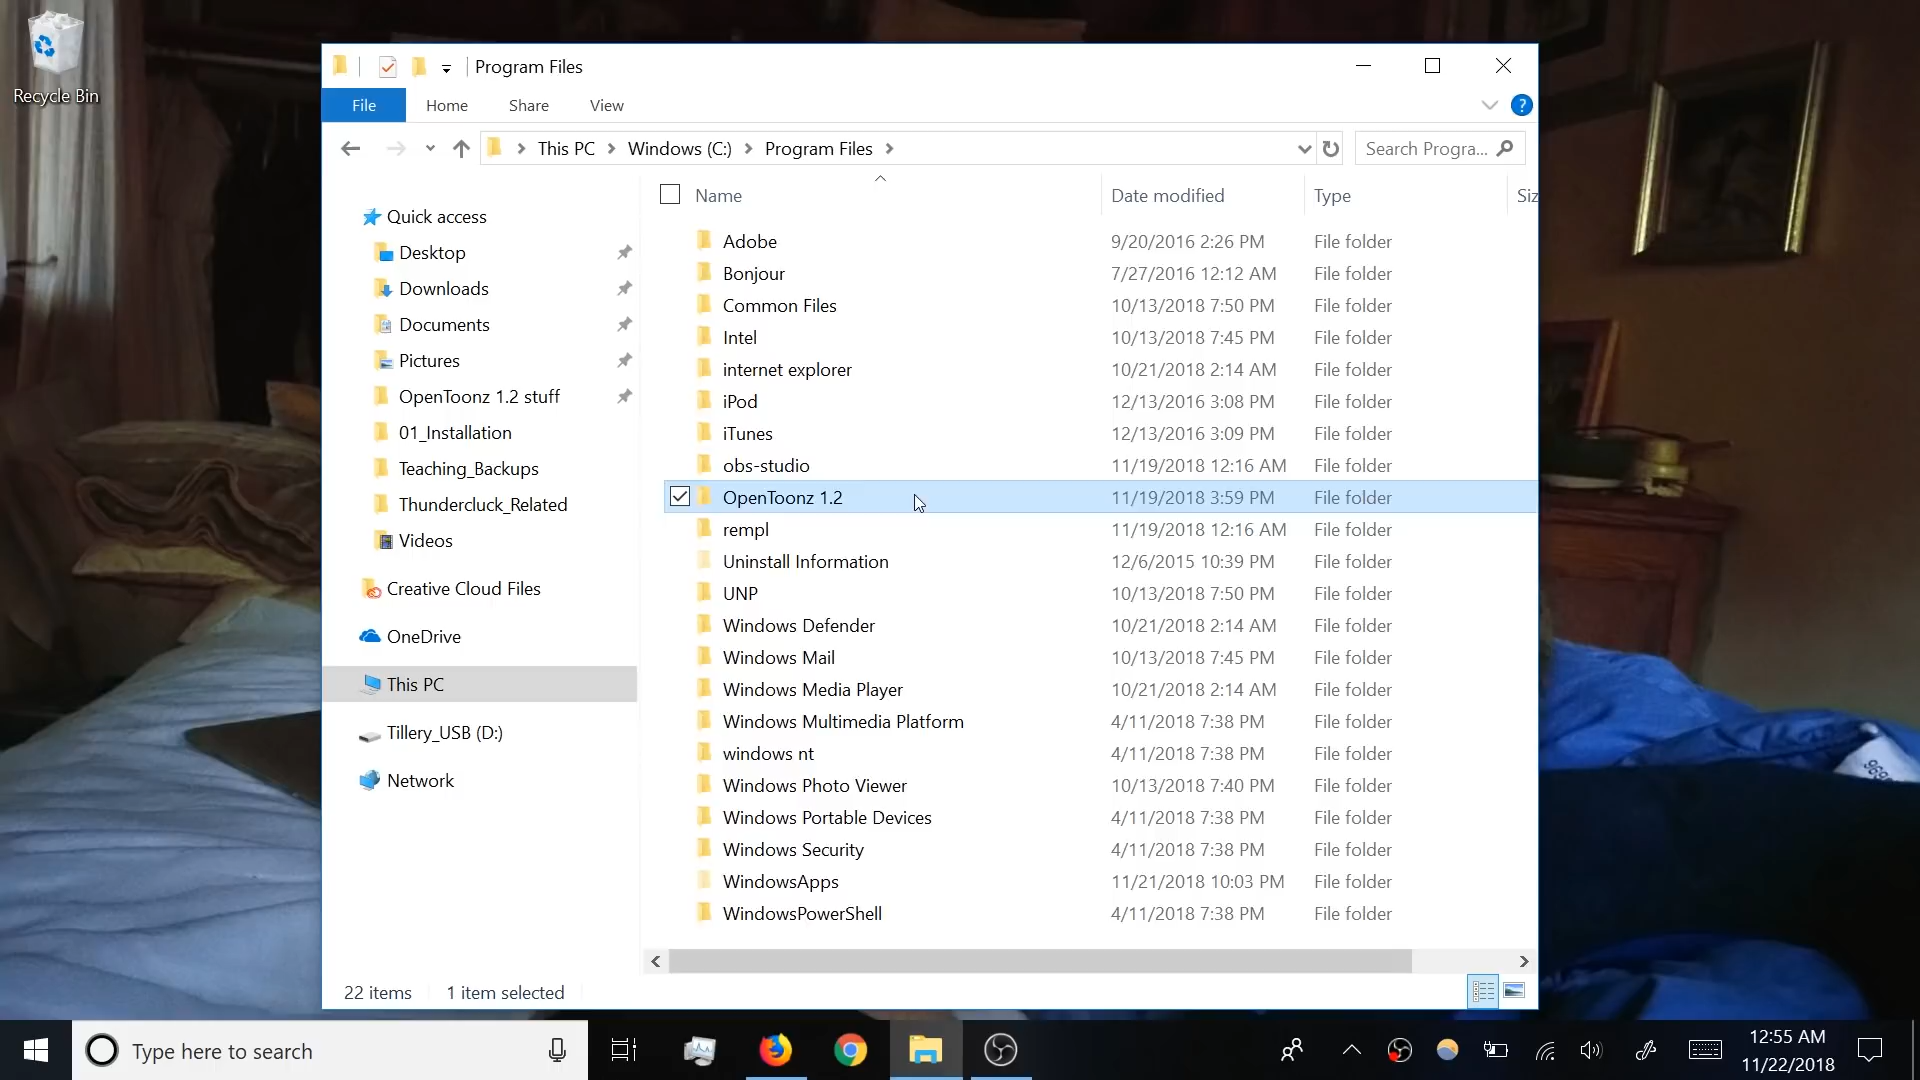 Recycle Bin
Program Files
File Home Share View
This PC Windows (C:) Program Files
Search Progra...
Name Date modified Type Siz
Quick access
Desktop
Downloads
Documents
Pictures
OpenToonz 1.2 stuff
01_Installation
Teaching_Backups
Thundercluck_Related
Videos
Creative Cloud Files
OneDrive
This PC
Tillery_USB (D:)
Network
Adobe 9/20/2016 2:26 PM File folder
Bonjour 7/27/2016 12:12 AM File folder
Common Files 10/13/2018 7:50 PM File folder
Intel 10/13/2018 7:45 PM File folder
internet explorer 10/21/2018 2:14 AM File folder
iPod 12/13/2016 3:08 PM File folder
iTunes 12/13/2016 3:09 PM File folder
obs-studio 11/19/2018 12:16 AM File folder
OpenToonz 1.2 11/19/2018 3:59 PM File folder
rempl 11/19/2018 12:16 AM File folder
Uninstall Information 12/6/2015 10:39 PM File folder
UNP 10/13/2018 7:50 PM File folder
Windows Defender 10/21/2018 2:14 AM File folder
Windows Mail 10/13/2018 7:45 PM File folder
Windows Media Player 10/21/2018 2:14 AM File folder
Windows Multimedia Platform 4/11/2018 7:38 PM File folder
windows nt 4/11/2018 7:38 PM File folder
Windows Photo Viewer 10/13/2018 7:40 PM File folder
Windows Portable Devices 4/11/2018 7:38 PM File folder
Windows Security 4/11/2018 7:38 PM File folder
WindowsApps 11/21/2018 10:03 PM File folder
WindowsPowerShell 4/11/2018 7:38 PM File folder
22 items 1 item selected
Type here to search
12:55 AM
11/22/2018